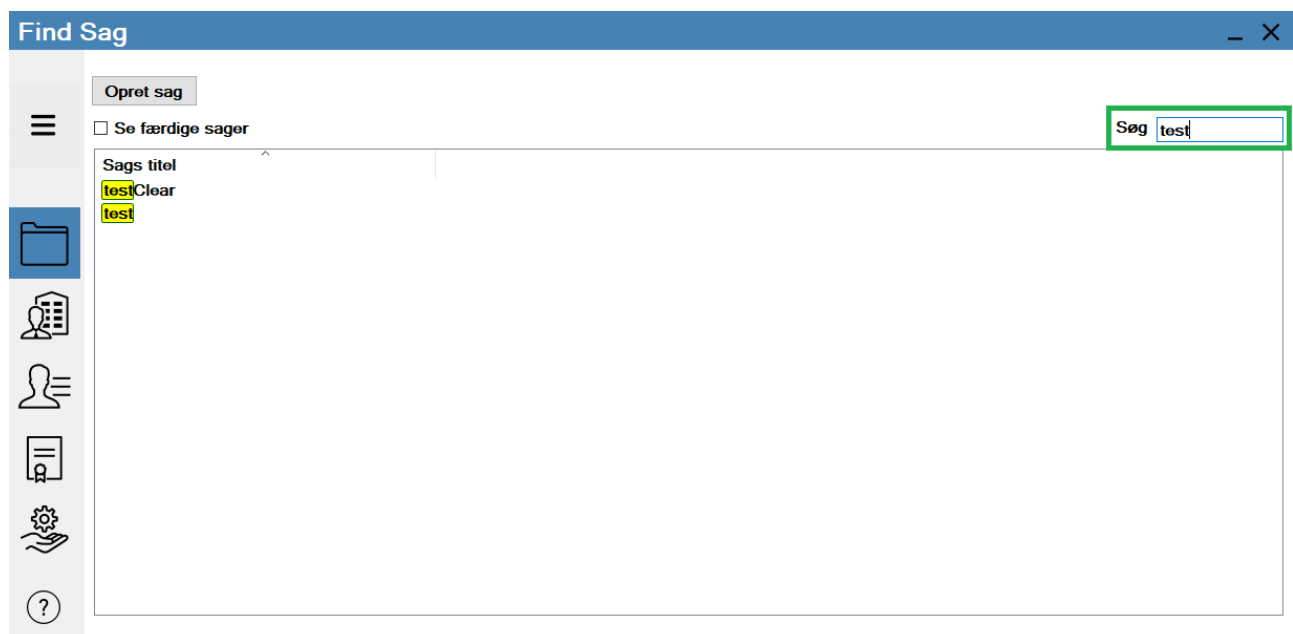 Find Sag
Opret sag
Se færdige sager
Søg test
Sags titel
testClear
test
?